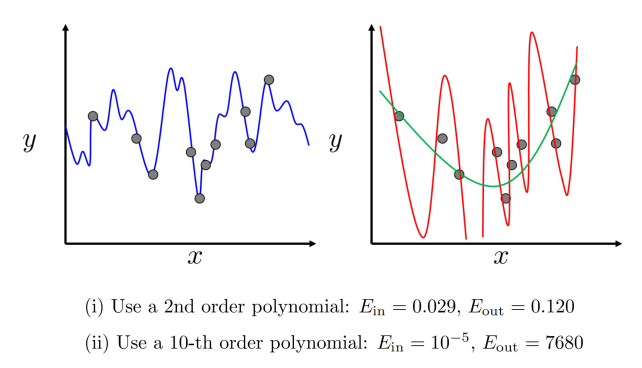 y
x
y
x
(i) Use a 2nd order polynomial: E_in = 0.029, E_out = 0.120
(ii) Use a 10-th order polynomial: E_in = 10^−5, E_out = 7680